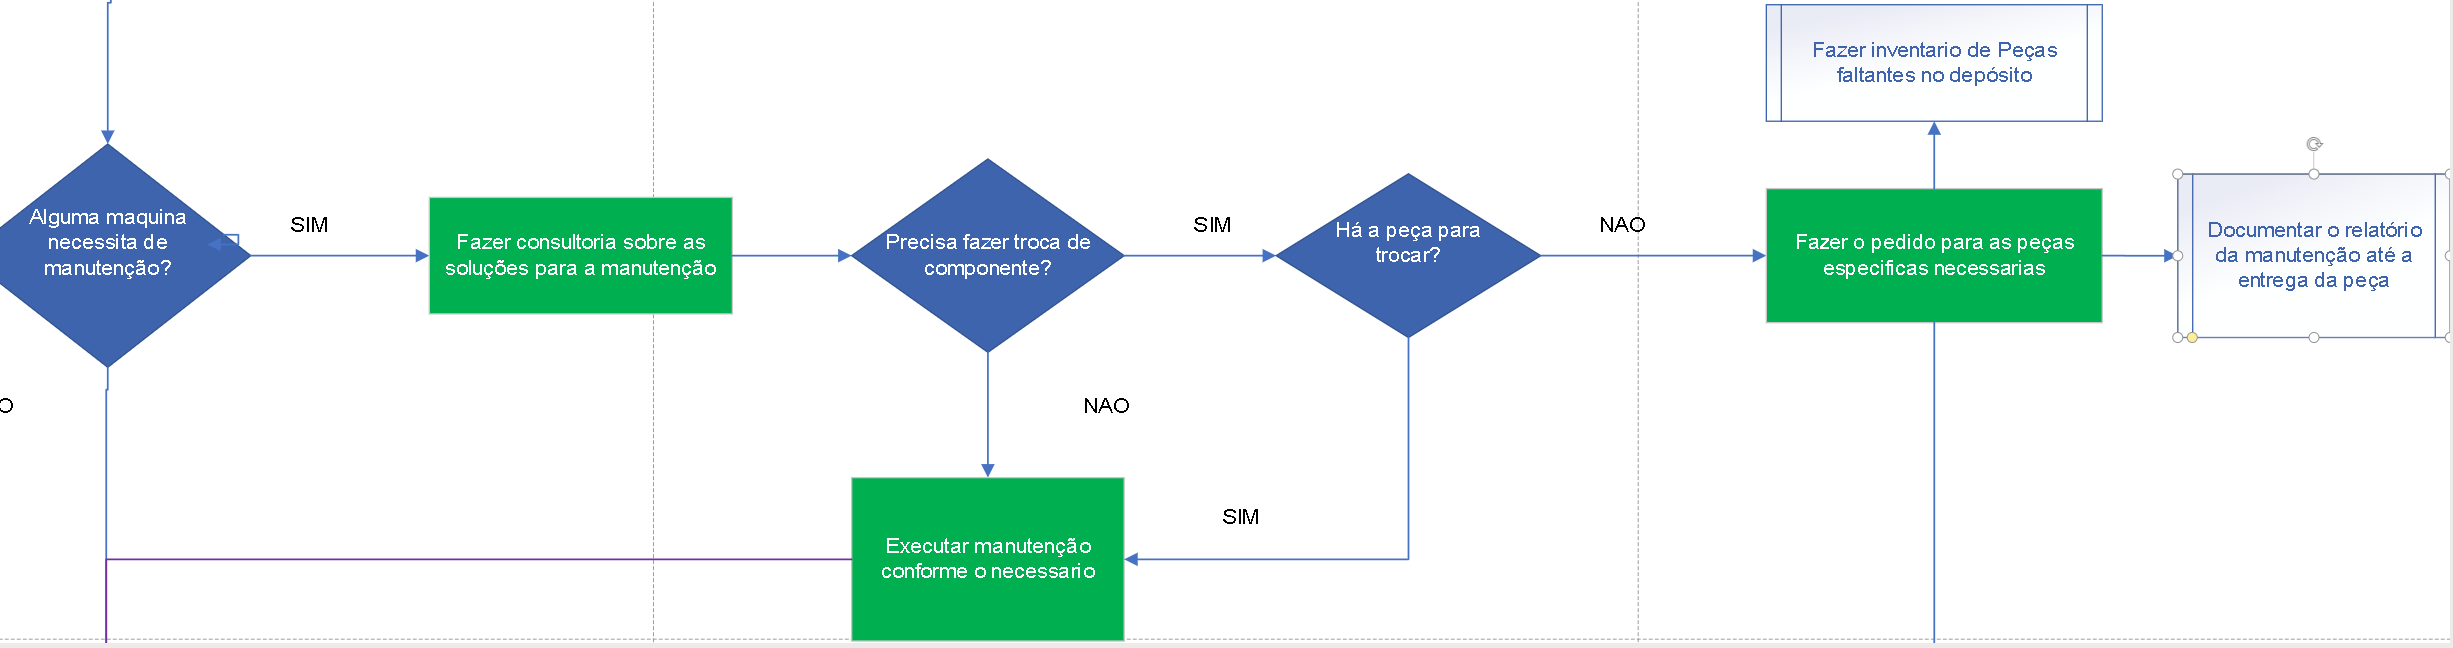 Fazer inventario de Peças
faltantes no depósito
Alguma maquina
necessita de
manutenção?
SIM
Fazer consultoria sobre as
soluções para a manutenção
Precisa fazer troca de
componente?
SIM
Há a peça para
trocar?
NAO
Fazer o pedido para as peças
especificas necessarias
Documentar o relatório
da manutenção até a
entrega da peça
O
NAO
SIM
Executar manutenção
conforme o necessario